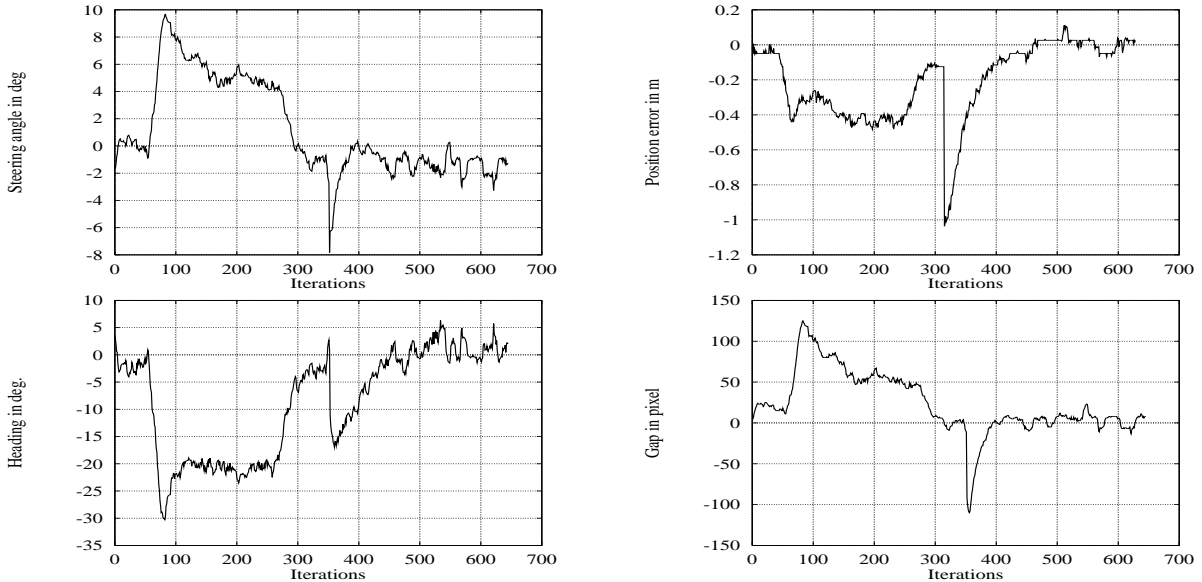 Steering angle in deg
10
8
6
4
2
0
-2
-4
-6
-8
0 100 200 300 400 500 600 700
Iterations
Position error in m
0.2
0
-0.2
-0.4
-0.6
-0.8
-1
-1.2
0 100 200 300 400 500 600 700
Iterations
Heading in deg.
10
5
0
-5
-10
-15
-20
-25
-30
-35
0 100 200 300 400 500 600 700
Iterations
Gap in pixel
150
100
50
0
-50
-100
-150
0 100 200 300 400 500 600 700
Iterations